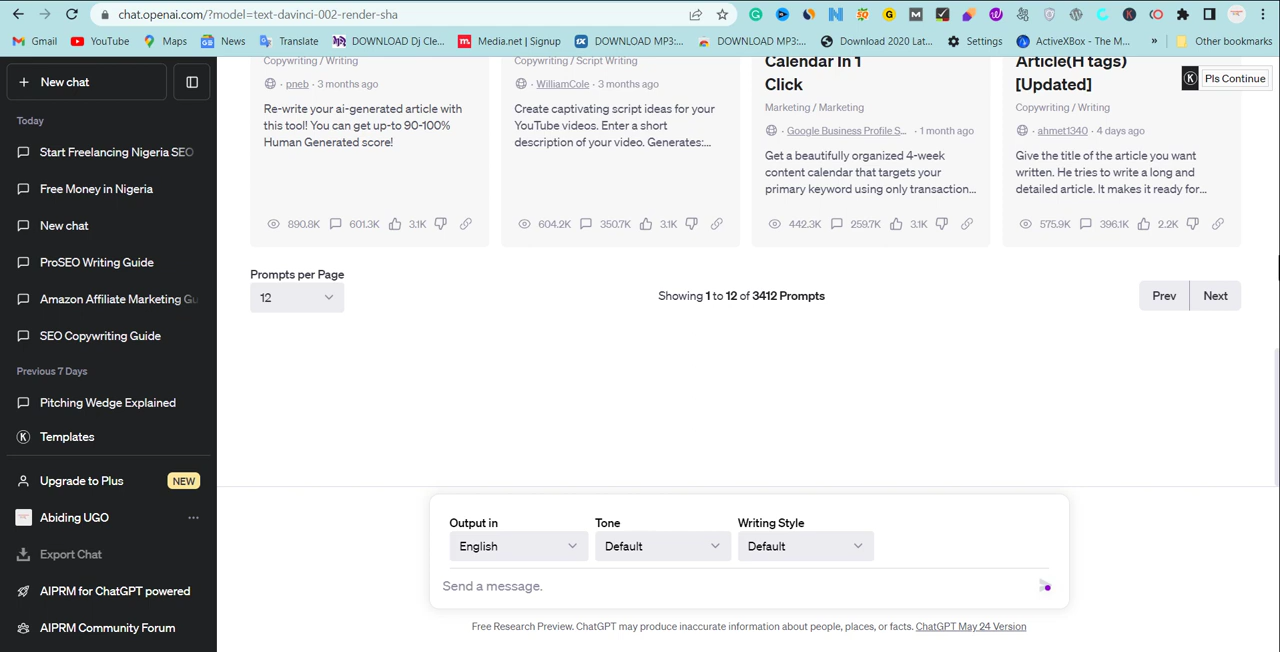 chat.openai.com/?model=text-davinci-002-render-sha
Gmail YouTube Maps News Translate DOWNLOAD Dj Cle... Media.net | Signup DOWNLOAD MP3:... DOWNLOAD MP3:... Download 2020 Lat... Settings ActiveXBox - The M... » Other bookmarks
+ New chat
Today
Start Freelancing Nigeria SEO
Free Money in Nigeria
New chat
ProSEO Writing Guide
Amazon Affiliate Marketing Gu
SEO Copywriting Guide
Previous 7 Days
Pitching Wedge Explained
Templates
Upgrade to Plus NEW
Abiding UGO ...
Export Chat
AIPRM for ChatGPT powered
AIPRM Community Forum
Copywriting / Writing
pneb · 3 months ago
Re-write your ai-generated article with
this tool! You can get up-to 90-100%
Human Generated score!
890.8K 601.3K 3.1K
Copywriting / Script Writing
WilliamCole · 3 months ago
Create captivating script ideas for your
YouTube videos. Enter a short
description of your video. Generates:...
604.2K 350.7K 3.1K
Calendar In 1
Click
Marketing / Marketing
Google Business Profile S... · 1 month ago
Get a beautifully organized 4-week
content calendar that targets your
primary keyword using only transaction...
442.3K 259.7K 3.1K
Article(H tags)
[Updated]
Copywriting / Writing
ahmet1340 · 4 days ago
Give the title of the article you want
written. He tries to write a long and
detailed article. It makes it ready for...
575.9K 396.1K 2.2K
K Pls Continue
Prompts per Page
12
Showing 1 to 12 of 3412 Prompts
Prev Next
Output in Tone Writing Style
English Default Default
Send a message.
Free Research Preview. ChatGPT may produce inaccurate information about people, places, or facts. ChatGPT May 24 Version